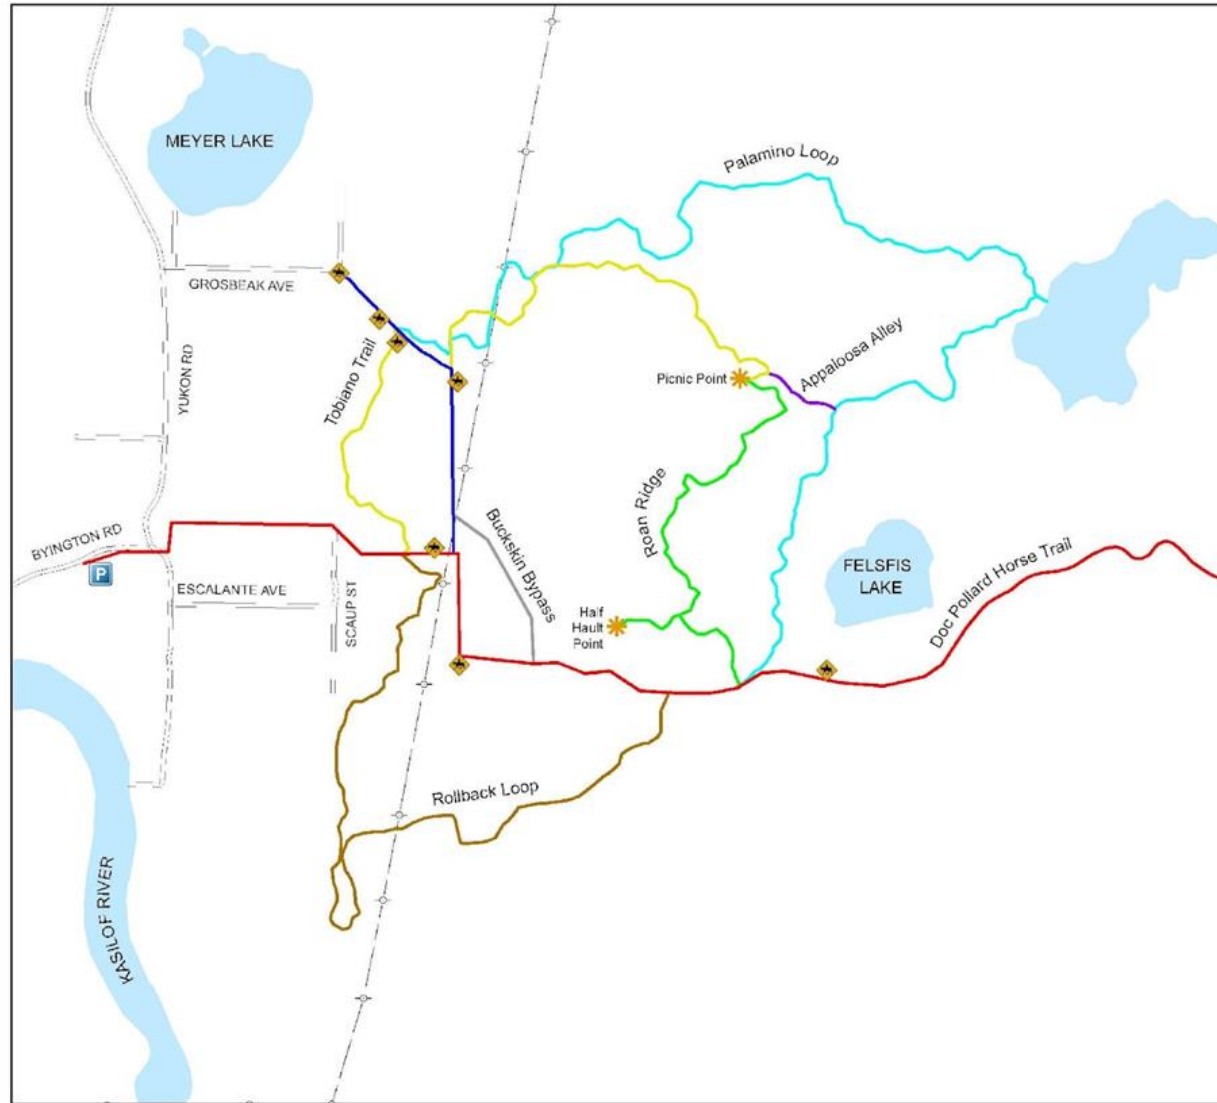 MEYER LAKE
Palamino Loop
GROSBEAK AVE
YUKON RD
Tobiano Trail
Picnic Point
Appaloosa Alley
Roan Ridge
Buckskin Bypass
BYINGTON RD
P
ESCALANTE AVE
SCAUP ST
Half
Hault
Point
FELSFIS
LAKE
Doc Pollard Horse Trail
Rollback Loop
KASILOF RIVER